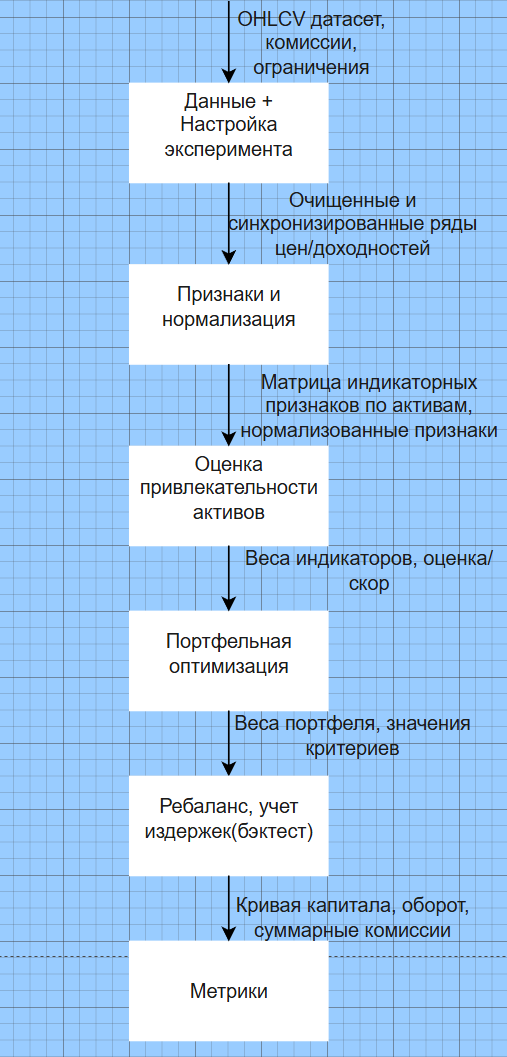 OHLCV датасет,
комиссии,
ограничения
Данные +
Настройка
эксперимента
Очищенные и
синхронизированные ряды
цен/доходностей
Признаки и
нормализация
Матрица индикаторных
признаков по активам,
нормализованные признаки
Оценка
привлекательности
активов
Веса индикаторов, оценка/
скор
Портфельная
оптимизация
Веса портфеля, значения
критериев
Ребаланс, учет
издержек(бэктест)
Кривая капитала, оборот,
суммарные комиссии
Метрики